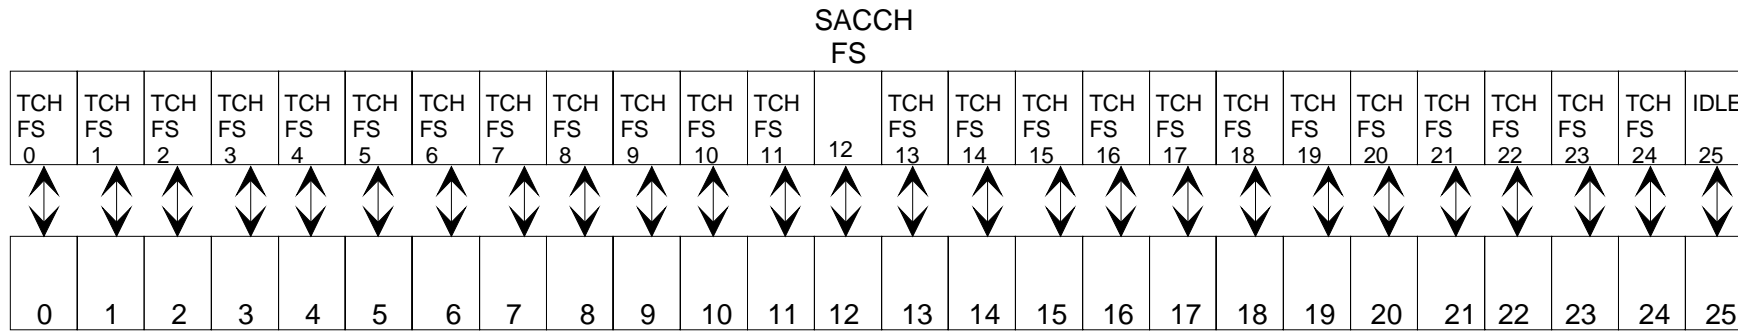 SACCH
FS
TCH TCH TCH TCH TCH TCH TCH TCH TCH TCH TCH TCH TCH TCH TCH TCH TCH TCH TCH TCH TCH TCH TCH TCH IDLE
FS FS FS FS FS FS FS FS FS FS FS FS FS FS FS FS FS FS FS FS FS FS FS FS
0 1 2 3 4 5 6 7 8 9 10 11 12 13 14 15 16 17 18 19 20 21 22 23 24 25
0 1 2 3 4 5 6 7 8 9 10 11 12 13 14 15 16 17 18 19 20 21 22 23 24 25